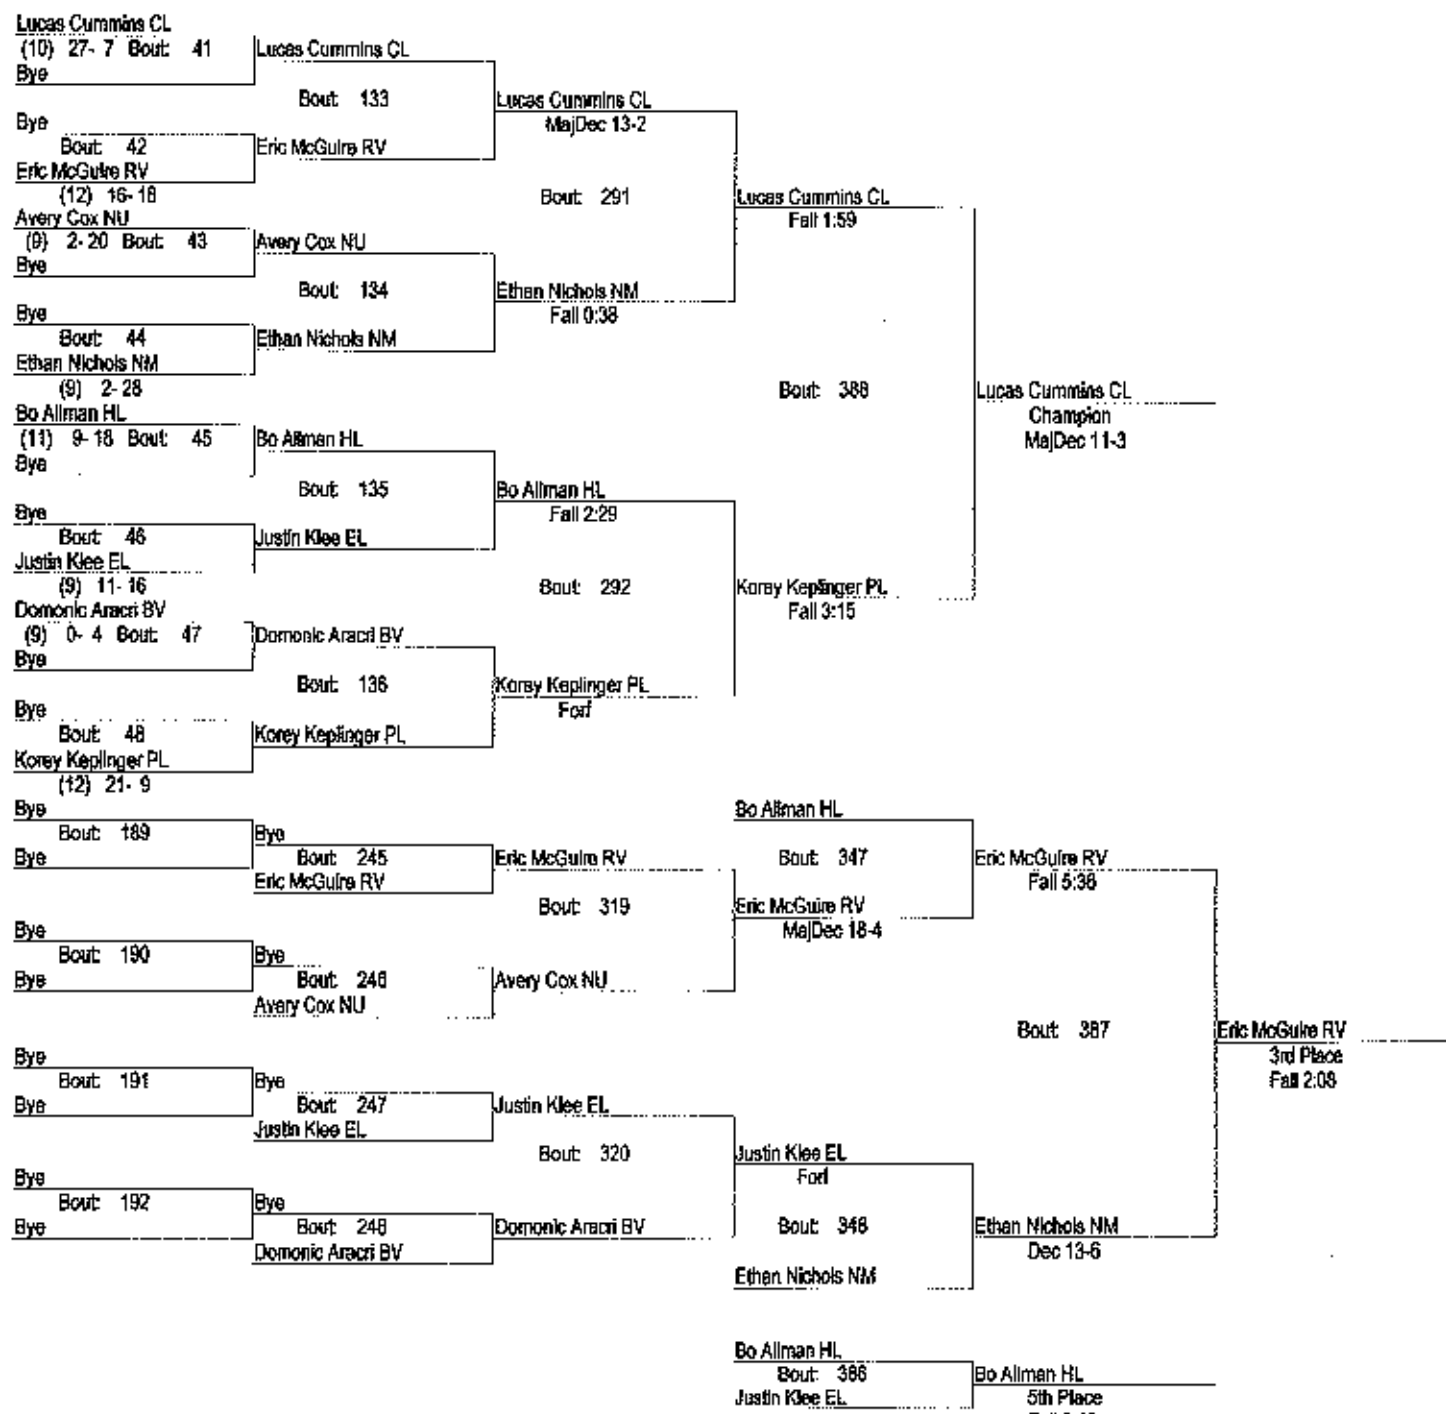 Lucas Cummins CL
(10) 27- 7 Bout: 41
Bye
Bye
Bout: 42
Eric McGuire RV
(12) 16- 18
Avery Cox NU
(9) 2- 20 Bout: 43
Bye
Bye
Bout: 44
Ethan Nichols NM
(9) 2- 28
Bo Allman HL
(11) 9- 18 Bout: 45
Bye
Bye
Bout: 46
Justin Klee EL
(9) 11- 16
Domonic Aracri BV
(9) 0- 4 Bout: 47
Bye
Bye
Bout: 48
Korey Keplinger PL
(12) 21- 9
Lucas Cummins CL
Bout: 133
Eric McGuire RV
Avery Cox NU
Bout: 134
Ethan Nichols NM
Bo Allman HL
Bout: 135
Justin Klee EL
Domonic Aracri BV
Bout: 136
Korey Keplinger PL
Lucas Cummins CL
MajDec 13-2
Bout: 291
Ethan Nichols NM
Fall 0:38
Bo Allman HL
Fall 2:29
Bout: 292
Korey Keplinger PL
Forf
Lucas Cummins CL
Fall 1:59
Bout: 388
Korey Keplinger PL
Fall 3:15
Lucas Cummins CL
Champion
MajDec 11-3
Bye
Bout: 189
Bye
Bye
Bout: 190
Bye
Bye
Bout: 191
Bye
Bye
Bout: 192
Bye
Bye
Bout: 245
Eric McGuire RV
Bye
Bout: 246
Avery Cox NU
Bye
Bout: 247
Justin Klee EL
Bye
Bout: 248
Domonic Aracri BV
Eric McGuire RV
Bout: 319
Avery Cox NU
Justin Klee EL
Bout: 320
Domonic Aracri BV
Bo Allman HL
Bout: 347
Eric McGuire RV
MajDec 18-4
Justin Klee EL
Forf
Bout: 348
Ethan Nichols NM
Eric McGuire RV
Fall 5:38
Bout: 387
Ethan Nichols NM
Dec 13-6
Eric McGuire RV
3rd Place
Fall 2:08
Bo Allman HL
Bout: 386
Justin Klee EL
Bo Allman HL
5th Place